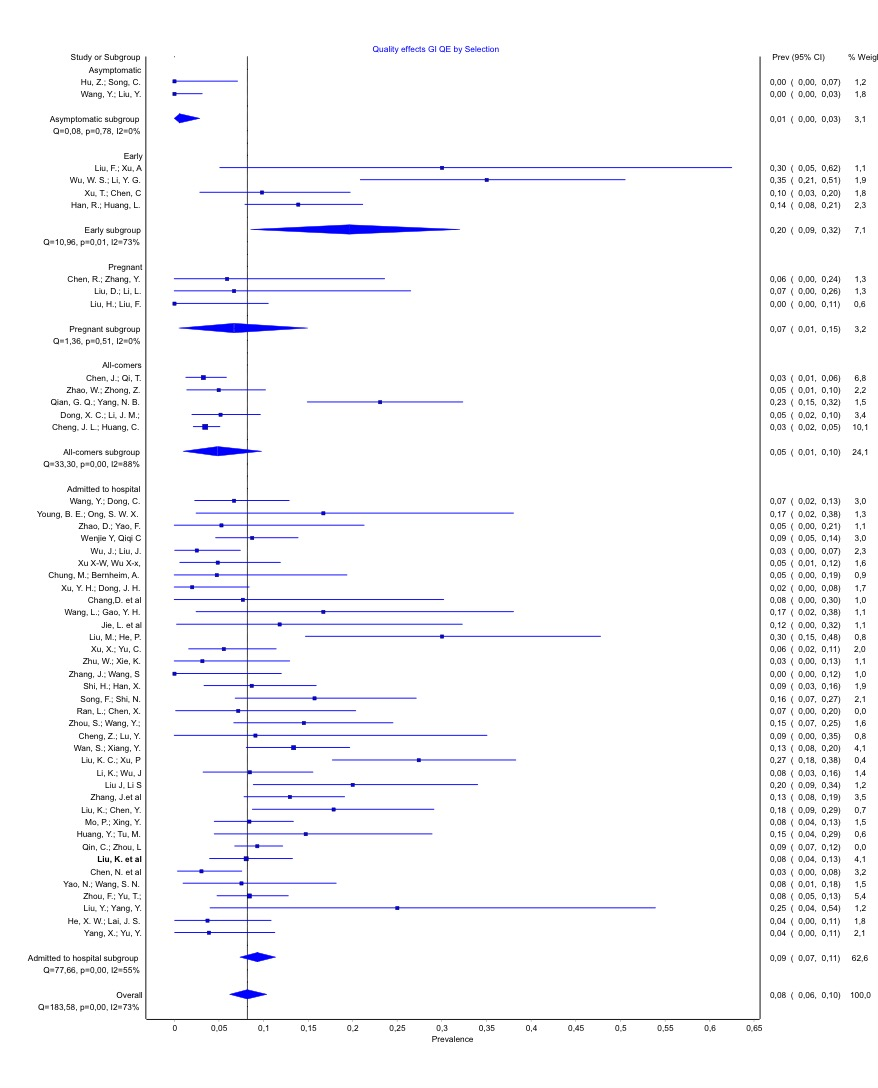 Quality effects GI QE by Selection
Study or Subgroup Prev (95% CI) % Weigl
Asymptomatic
Hu, Z.; Song, C. 0,00 ( 0,00, 0,07) 1,2
Wang, Y.; Liu, Y. 0,00 ( 0,00, 0,03) 1,8
Asymptomatic subgroup 0,01 ( 0,00, 0,03) 3,1
Q=0,08, p=0,78, I2=0%
Early
Liu, F.; Xu, A 0,30 ( 0,05, 0,62) 1,1
Wu, W. S.; Li, Y. G. 0,35 ( 0,21, 0,51) 1,9
Xu, T.; Chen, C 0,10 ( 0,03, 0,20) 1,8
Han, R.; Huang, L. 0,14 ( 0,08, 0,21) 2,3
Early subgroup 0,20 ( 0,09, 0,32) 7,1
Q=10,96, p=0,01, I2=73%
Pregnant
Chen, R.; Zhang, Y. 0,06 ( 0,00, 0,24) 1,3
Liu, D.; Li, L. 0,07 ( 0,00, 0,26) 1,3
Liu, H.; Liu, F. 0,00 ( 0,00, 0,11) 0,6
Pregnant subgroup 0,07 ( 0,01, 0,15) 3,2
Q=1,36, p=0,51, I2=0%
All-comers
Chen, J.; Qi, T. 0,03 ( 0,01, 0,06) 6,8
Zhao, W.; Zhong, Z. 0,05 ( 0,01, 0,10) 2,2
Qian, G. Q.; Yang, N. B. 0,23 ( 0,15, 0,32) 1,5
Dong, X. C.; Li, J. M.; 0,05 ( 0,02, 0,10) 3,4
Cheng, J. L.; Huang, C. 0,03 ( 0,02, 0,05) 10,1
All-comers subgroup 0,05 ( 0,01, 0,10) 24,1
Q=33,30, p=0,00, I2=88%
Admitted to hospital
Wang, Y.; Dong, C. 0,07 ( 0,02, 0,13) 3,0
Young, B. E.; Ong, S. W. X. 0,17 ( 0,02, 0,38) 1,3
Zhao, D.; Yao, F. 0,05 ( 0,00, 0,21) 1,1
Wenjie Y, Qiqi C 0,09 ( 0,05, 0,14) 3,0
Wu, J.; Liu, J. 0,03 ( 0,00, 0,07) 2,3
Xu X-W, Wu X-x, 0,05 ( 0,01, 0,12) 1,6
Chung, M.; Bernheim, A. 0,05 ( 0,00, 0,19) 0,9
Xu, Y. H.; Dong, J. H. 0,02 ( 0,00, 0,08) 1,7
Chang,D. et al 0,08 ( 0,00, 0,30) 1,0
Wang, L.; Gao, Y. H. 0,17 ( 0,02, 0,38) 1,1
Jie, L. et al 0,12 ( 0,00, 0,32) 1,1
Liu, M.; He, P. 0,30 ( 0,15, 0,48) 0,8
Xu, X.; Yu, C. 0,06 ( 0,02, 0,11) 2,0
Zhu, W.; Xie, K. 0,03 ( 0,00, 0,13) 1,1
Zhang, J.; Wang, S 0,00 ( 0,00, 0,12) 1,0
Shi, H.; Han, X. 0,09 ( 0,03, 0,16) 1,9
Song, F.; Shi, N. 0,16 ( 0,07, 0,27) 2,1
Ran, L.; Chen, X. 0,07 ( 0,00, 0,20) 0,0
Zhou, S.; Wang, Y.; 0,15 ( 0,07, 0,25) 1,6
Cheng, Z.; Lu, Y. 0,09 ( 0,00, 0,35) 0,8
Wan, S.; Xiang, Y. 0,13 ( 0,08, 0,20) 4,1
Liu, K. C.; Xu, P 0,27 ( 0,18, 0,38) 0,4
Li, K.; Wu, J 0,08 ( 0,03, 0,16) 1,4
Liu J, Li S 0,20 ( 0,09, 0,34) 1,2
Zhang, J.et al 0,13 ( 0,08, 0,19) 3,5
Liu, K.; Chen, Y. 0,18 ( 0,09, 0,29) 0,7
Mo, P.; Xing, Y. 0,08 ( 0,04, 0,13) 1,5
Huang, Y.; Tu, M. 0,15 ( 0,04, 0,29) 0,6
Qin, C.; Zhou, L 0,09 ( 0,07, 0,12) 0,0
Liu, K. et al 0,08 ( 0,04, 0,13) 4,1
Chen, N. et al 0,03 ( 0,00, 0,08) 3,2
Yao, N.; Wang, S. N. 0,08 ( 0,01, 0,18) 1,5
Zhou, F.; Yu, T.; 0,08 ( 0,05, 0,13) 5,4
Liu, Y.; Yang, Y. 0,25 ( 0,04, 0,54) 1,2
He, X. W.; Lai, J. S. 0,04 ( 0,00, 0,11) 1,8
Yang, X.; Yu, Y. 0,04 ( 0,00, 0,11) 2,1
Admitted to hospital subgroup 0,09 ( 0,07, 0,11) 62,6
Q=77,66, p=0,00, I2=55%
Overall 0,08 ( 0,06, 0,10) 100,0
Q=183,58, p=0,00, I2=73%
0 0,05 0,1 0,15 0,2 0,25 0,3 0,35 0,4 0,45 0,5 0,55 0,6 0,65
Prevalence